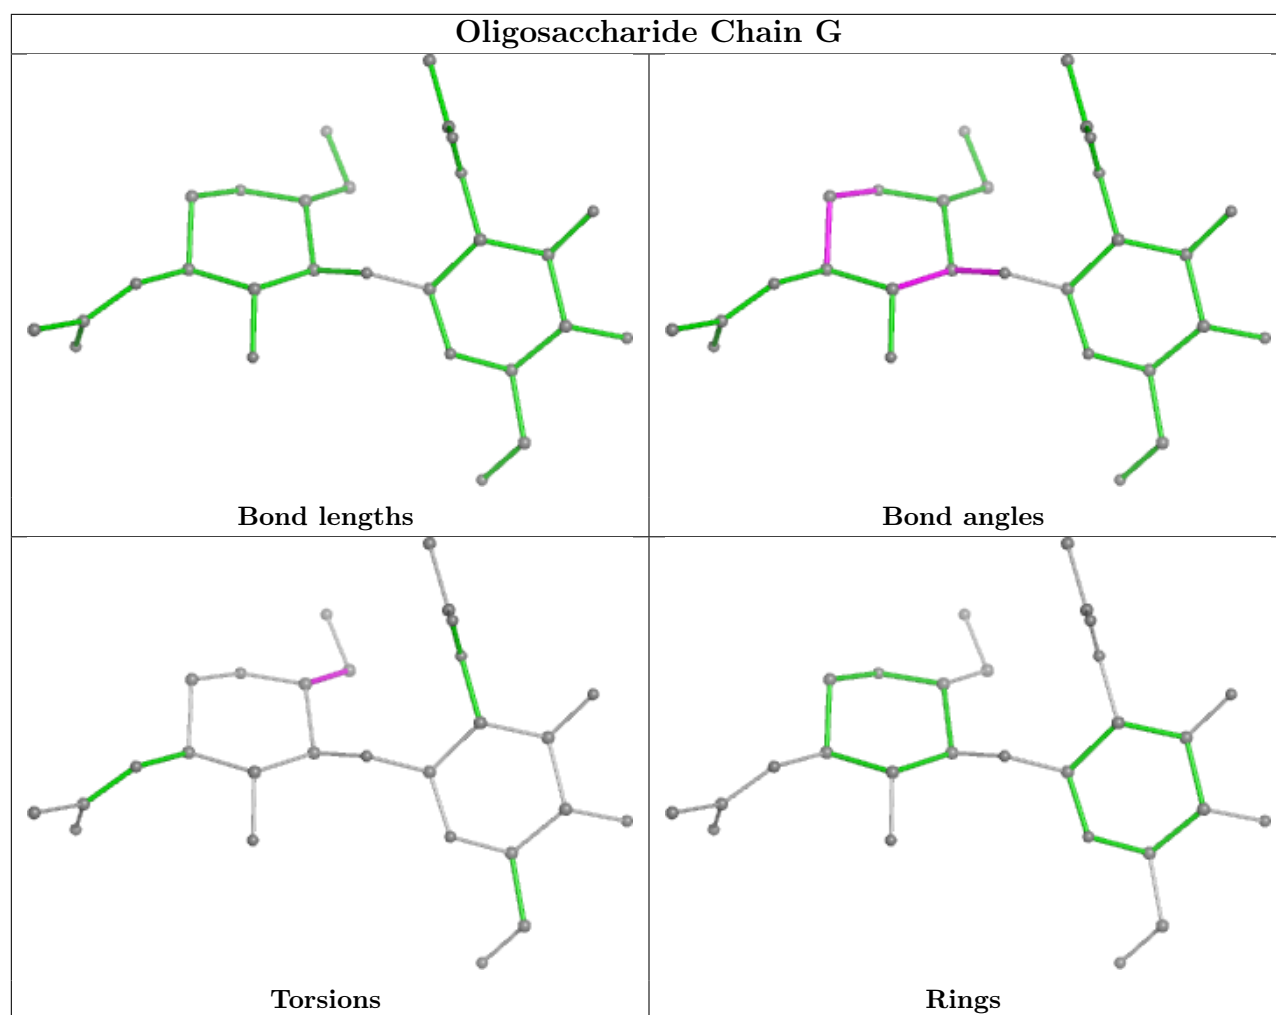 Oligosaccharide Chain G
Bond lengths
Bond angles
Torsions
Rings